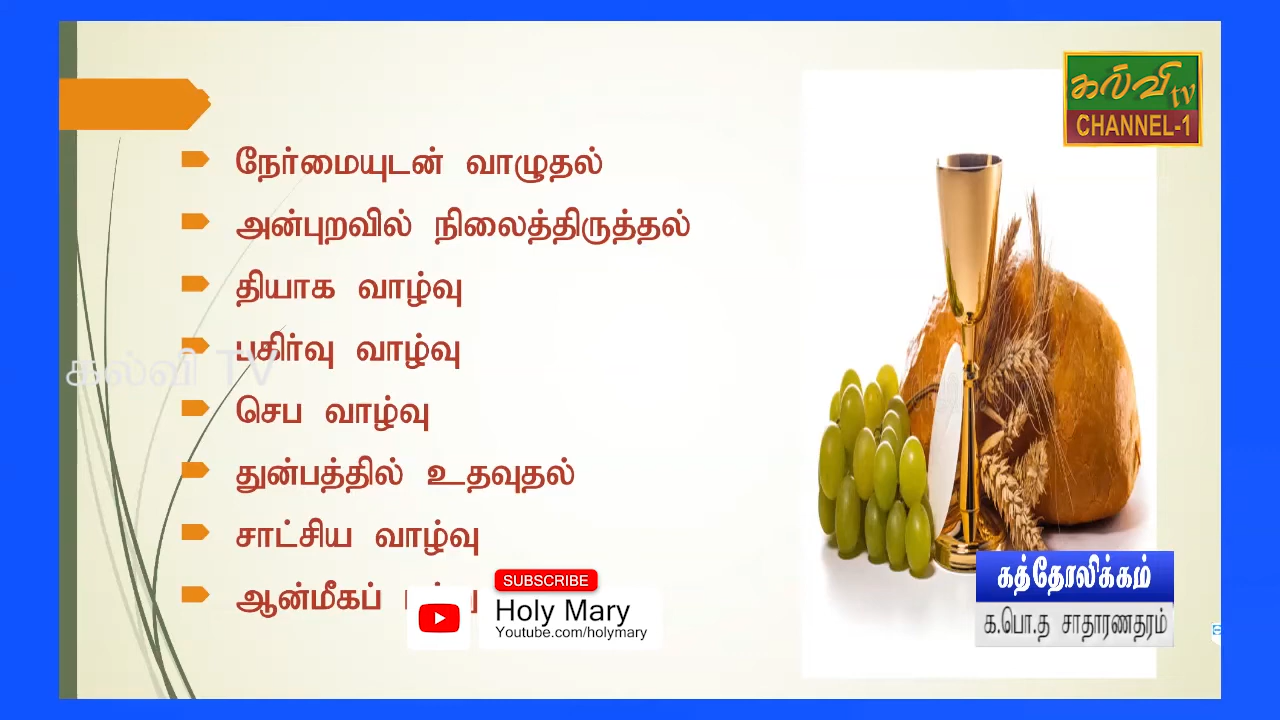 கல்வி tv
CHANNEL-1
நேர்மையுடன் வாழுதல்
அன்புறவில் நிலைத்திருத்தல்
தியாக வாழ்வு
பகிர்வு வாழ்வு
கல்வி TV
செப வாழ்வு
துன்பத்தில் உதவுதல்
சாட்சிய வாழ்வு
ஆன்மீகப்
SUBSCRIBE
Holy Mary
Youtube.com/holymary
கத்தோலிக்கம்
க.பொ.த சாதாரணதரம்